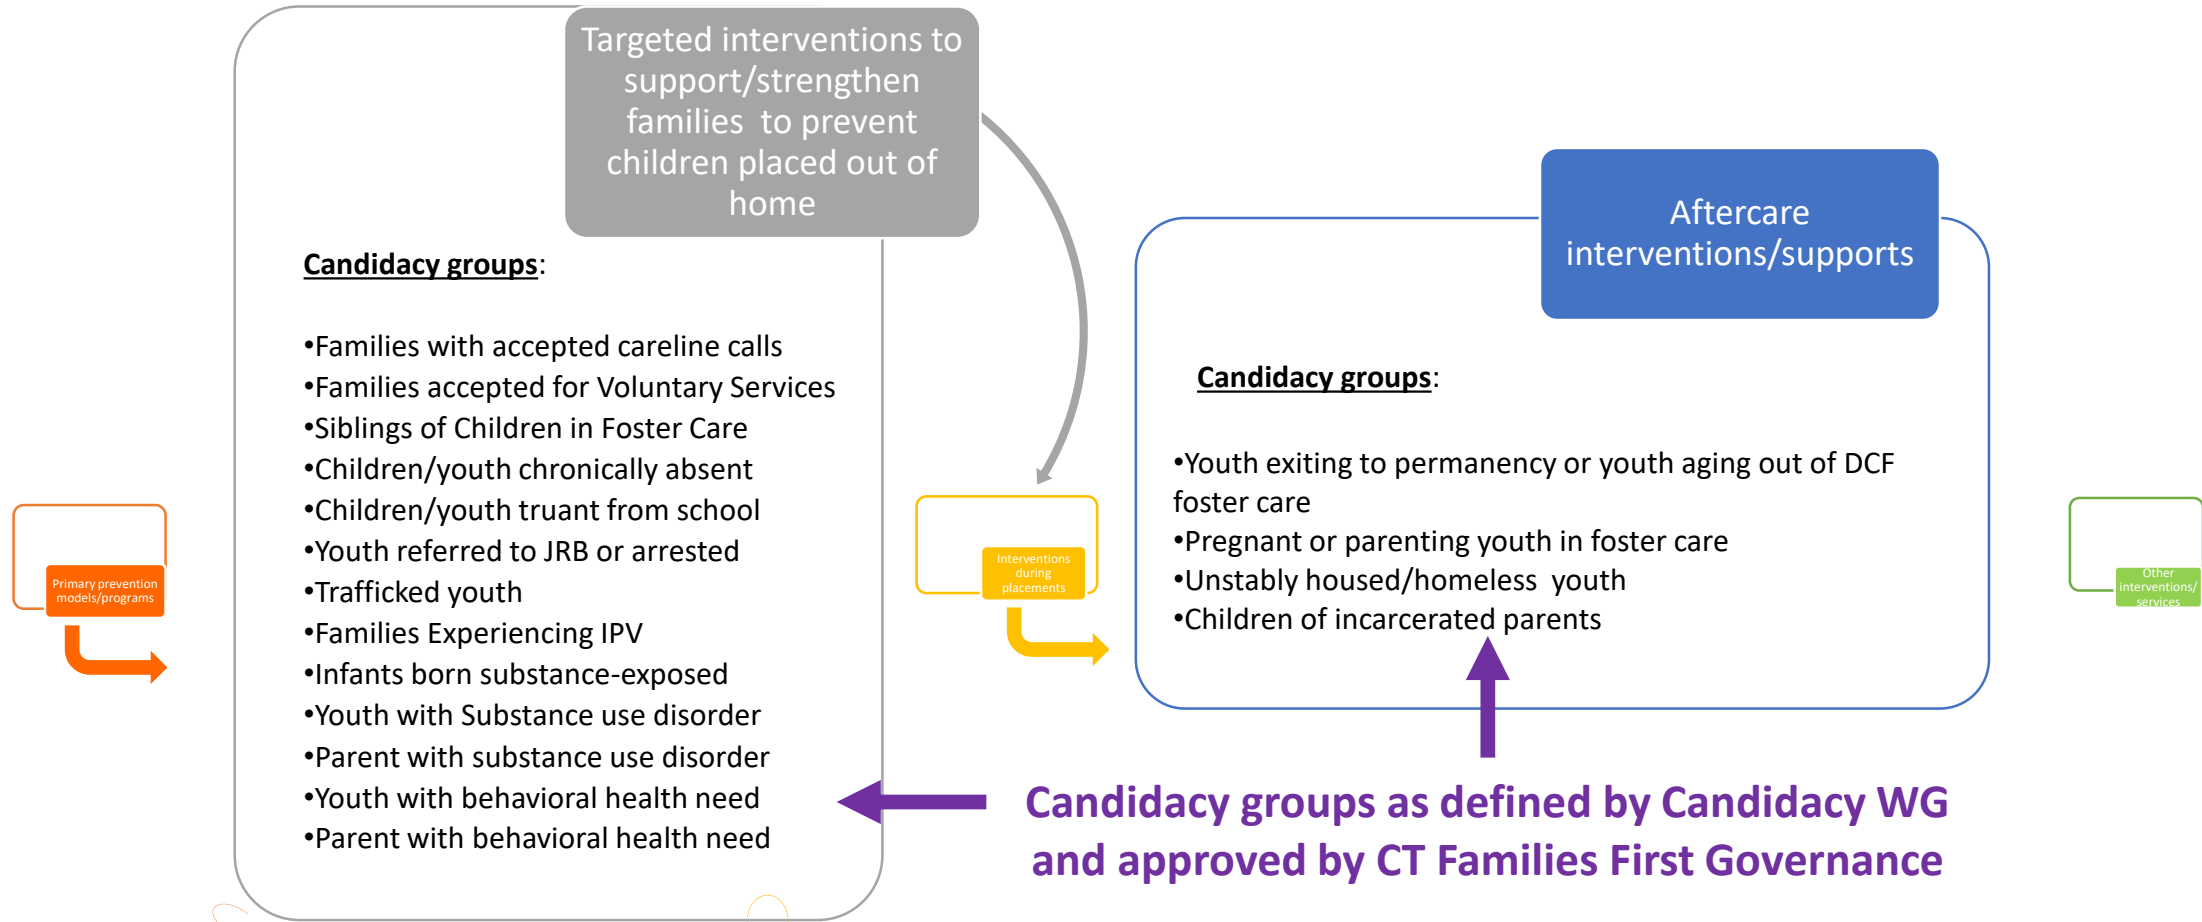 Targeted interventions to
support/strengthen
families to prevent
children placed out of
home
Candidacy groups:
•Families with accepted careline calls
•Families accepted for Voluntary Services
•Siblings of Children in Foster Care
•Children/youth chronically absent
•Children/youth truant from school
•Youth referred to JRB or arrested
•Trafficked youth
•Families Experiencing IPV
•Infants born substance-exposed
•Youth with Substance use disorder
•Parent with substance use disorder
•Youth with behavioral health need
•Parent with behavioral health need
Primary prevention
models/programs
Interventions
during
placements
Aftercare
interventions/supports
Candidacy groups:
•Youth exiting to permanency or youth aging out of DCF
foster care
•Pregnant or parenting youth in foster care
•Unstably housed/homeless youth
•Children of incarcerated parents
Other
interventions/
services
Candidacy groups as defined by Candidacy WG
and approved by CT Families First Governance